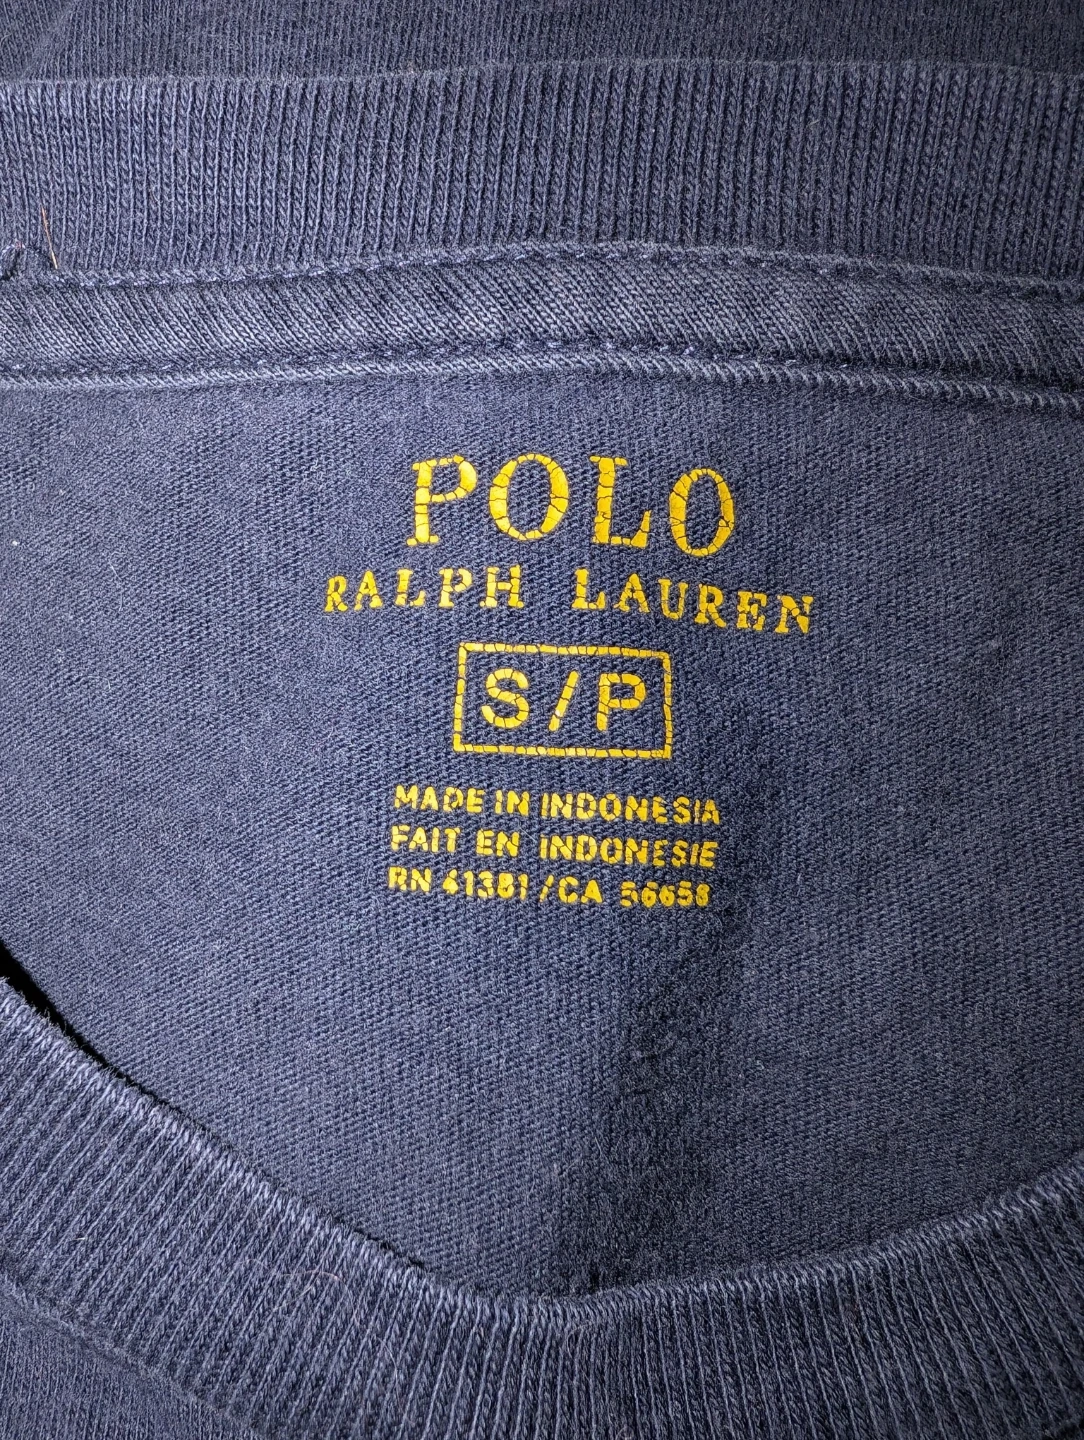 POLO
RALPH LAUREN
S/P
MADE IN INDONESIA
FAIT EN INDONESIE
RN 41381/CA 56658